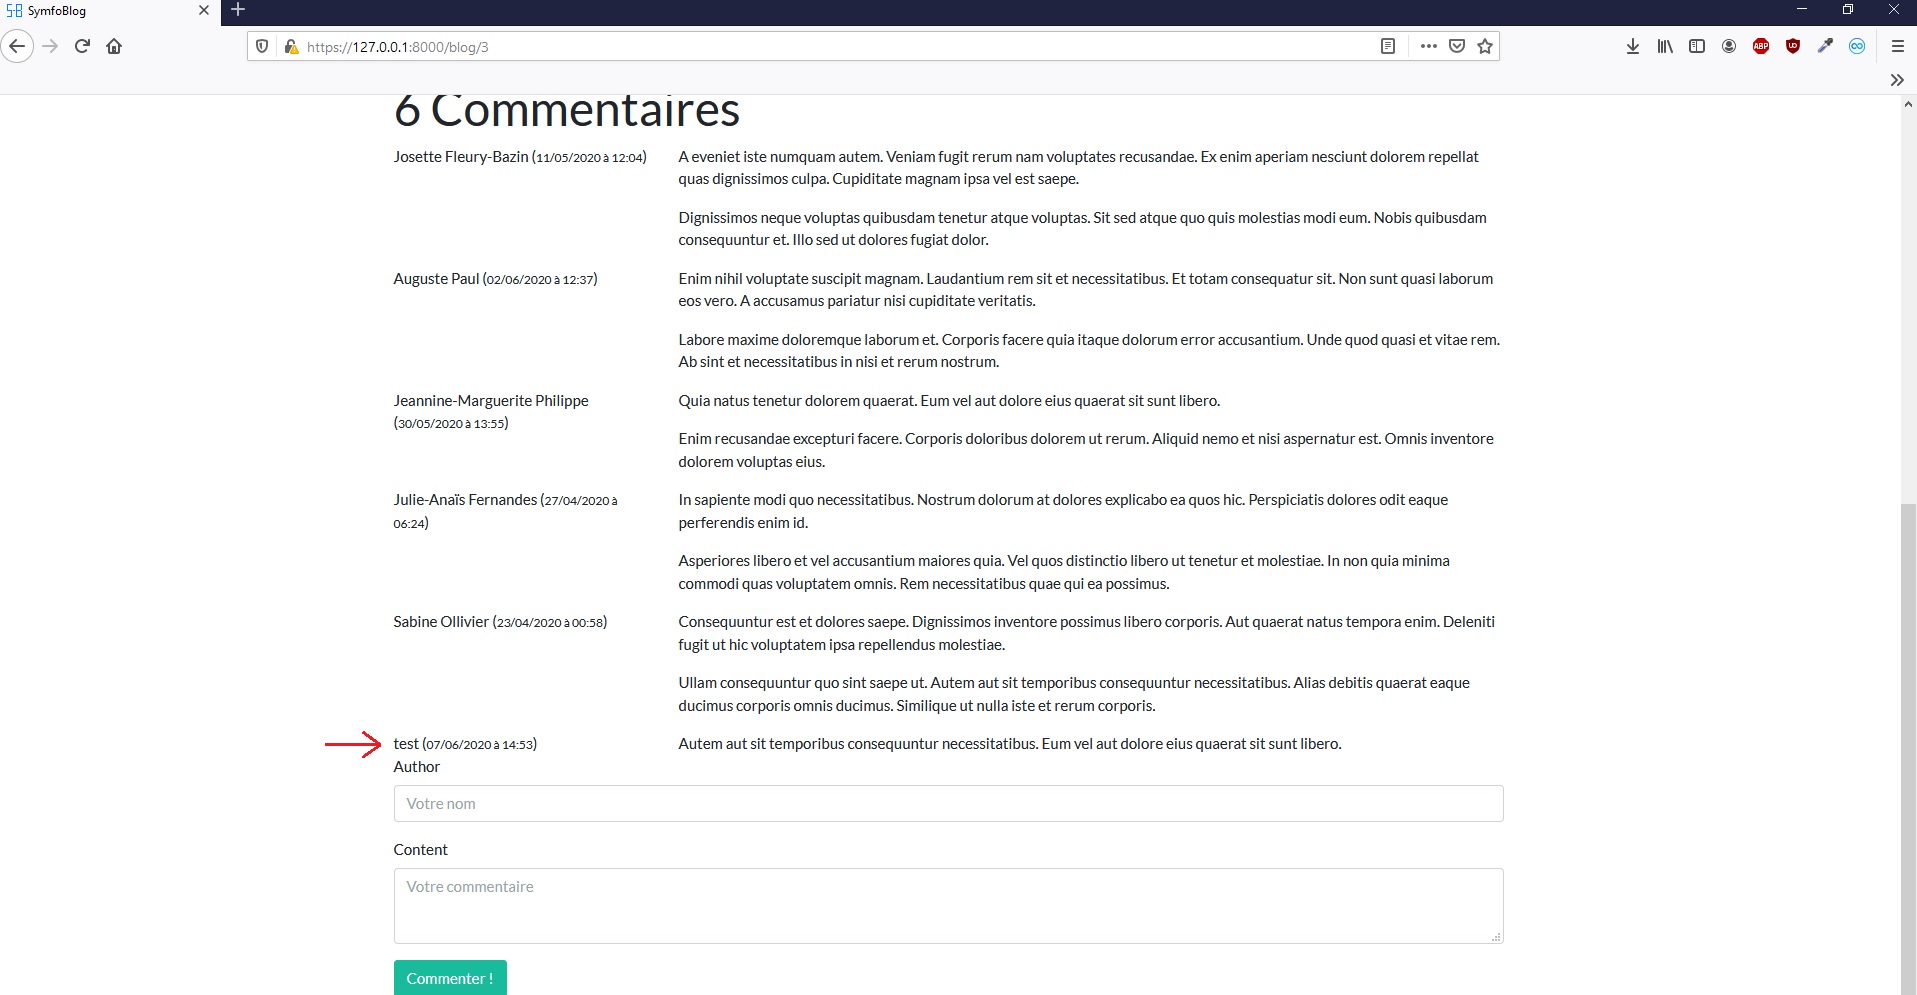 SymfoBlog
https://127.0.0.1:8000/blog/3
6 Commentaires
Josette Fleury-Bazin (11/05/2020 à 12:04)
A eveniet iste numquam autem. Veniam fugit rerum nam voluptates recusandae. Ex enim aperiam nesciunt dolorem repellat
quas dignissimos culpa. Cupiditate magnam ipsa vel est saepe.
Dignissimos neque voluptas quibusdam tenetur atque voluptas. Sit sed atque quo quis molestias modi eum. Nobis quibusdam
consequuntur et. Illo sed ut dolores fugiat dolor.
Auguste Paul (02/06/2020 à 12:37)
Enim nihil voluptate suscipit magnam. Laudantium rem sit et necessitatibus. Et totam consequatur sit. Non sunt quasi laborum
eos vero. A accusamus pariatur nisi cupiditate veritatis.
Labore maxime doloremque laborum et. Corporis facere quia itaque dolorum error accusantium. Unde quod quasi et vitae rem.
Ab sint et necessitatibus in nisi et rerum nostrum.
Jeannine-Marguerite Philippe
(30/05/2020 à 13:55)
Quia natus tenetur dolorem quaerat. Eum vel aut dolore eius quaerat sit sunt libero.
Enim recusandae excepturi facere. Corporis doloribus dolorem ut rerum. Aliquid nemo et nisi aspernatur est. Omnis inventore
dolorem voluptas eius.
Julie-Anaïs Fernandes (27/04/2020 à
06:24)
In sapiente modi quo necessitatibus. Nostrum dolorum at dolores explicabo ea quos hic. Perspiciatis dolores odit eaque
perferendis enim id.
Asperiores libero et vel accusantium maiores quia. Vel quos distinctio libero ut tenetur et molestiae. In non quia minima
commodi quas voluptatem omnis. Rem necessitatibus quae qui ea possimus.
Sabine Ollivier (23/04/2020 à 00:58)
Consequuntur est et dolores saepe. Dignissimos inventore possimus libero corporis. Aut quaerat natus tempora enim. Deleniti
fugit ut hic voluptatem ipsa repellendus molestiae.
Ullam consequuntur quo sint saepe ut. Autem aut sit temporibus consequuntur necessitatibus. Alias debitis quaerat eaque
ducimus corporis omnis ducimus. Similique ut nulla iste et rerum corporis.
test (07/06/2020 à 14:53)
Autem aut sit temporibus consequuntur necessitatibus. Eum vel aut dolore eius quaerat sit sunt libero.
Author
Votre nom
Content
Votre commentaire
Commenter !